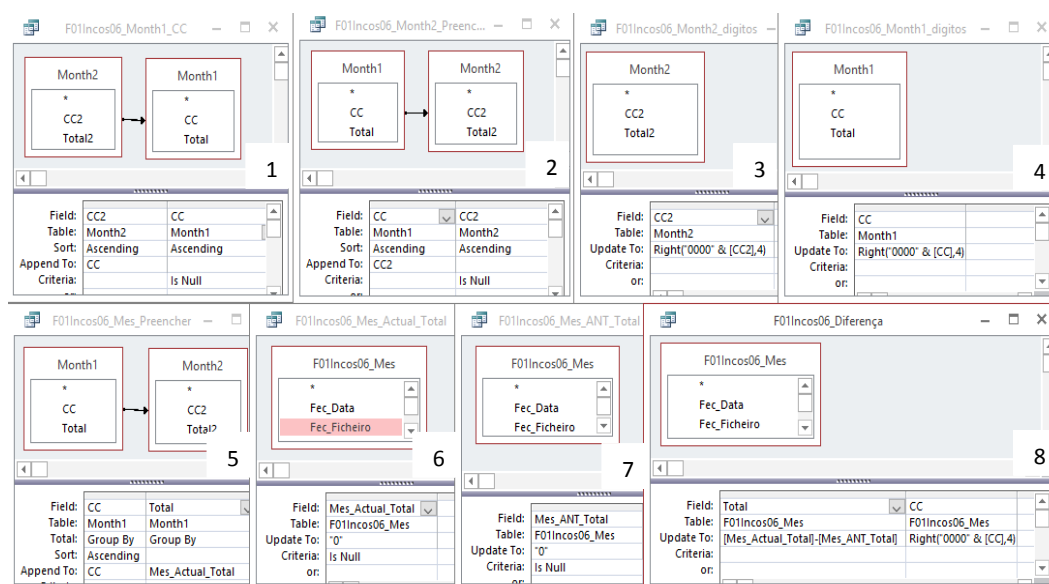 F01Incos06_Month1_CC
Month2
*
CC2
Total2
Month1
*
CC
Total
1
Field: CC2 CC
Table: Month2 Month1
Sort: Ascending Ascending
Append To: CC
Criteria: Is Null
F01Incos06_Month2_Preenc...
Month1
*
CC
Total
Month2
*
CC2
Total2
2
Field: CC CC2
Table: Month1 Month2
Sort: Ascending Ascending
Append To: CC2
Criteria: Is Null
F01Incos06_Month2_digitos
Month2
*
CC2
Total2
3
Field: CC2
Table: Month2
Update To: Right("0000" & [CC2],4)
Criteria:
or:
F01Incos06_Month1_digitos
Month1
*
CC
Total
4
Field: CC
Table: Month1
Update To: Right("0000" & [CC],4)
Criteria:
or:
F01Incos06_Mes_Preencher
Month1
*
CC
Total
Month2
*
CC2
Total2
5
Field: CC Total
Table: Month1 Month1
Total: Group By Group By
Sort: Ascending
Append To: CC Mes_Actual_Total
F01Incos06_Mes_Actual_Total
F01Incos06_Mes
*
Fec_Data
Fec_Ficheiro
6
Field: Mes_Actual_Total
Table: F01Incos06_Mes
Update To: "0"
Criteria: Is Null
or:
F01Incos06_Mes_ANT_Total
F01Incos06_Mes
*
Fec_Data
Fec_Ficheiro
7
Field: Mes_ANT_Total
Table: F01Incos06_Mes
Update To: "0"
Criteria: Is Null
or:
F01Incos06_Diferença
F01Incos06_Mes
*
Fec_Data
Fec_Ficheiro
8
Field: Total CC
Table: F01Incos06_Mes F01Incos06_Mes
Update To: [Mes_Actual_Total]-[Mes_ANT_Total] Right("0000" & [CC],4)
Criteria:
or: